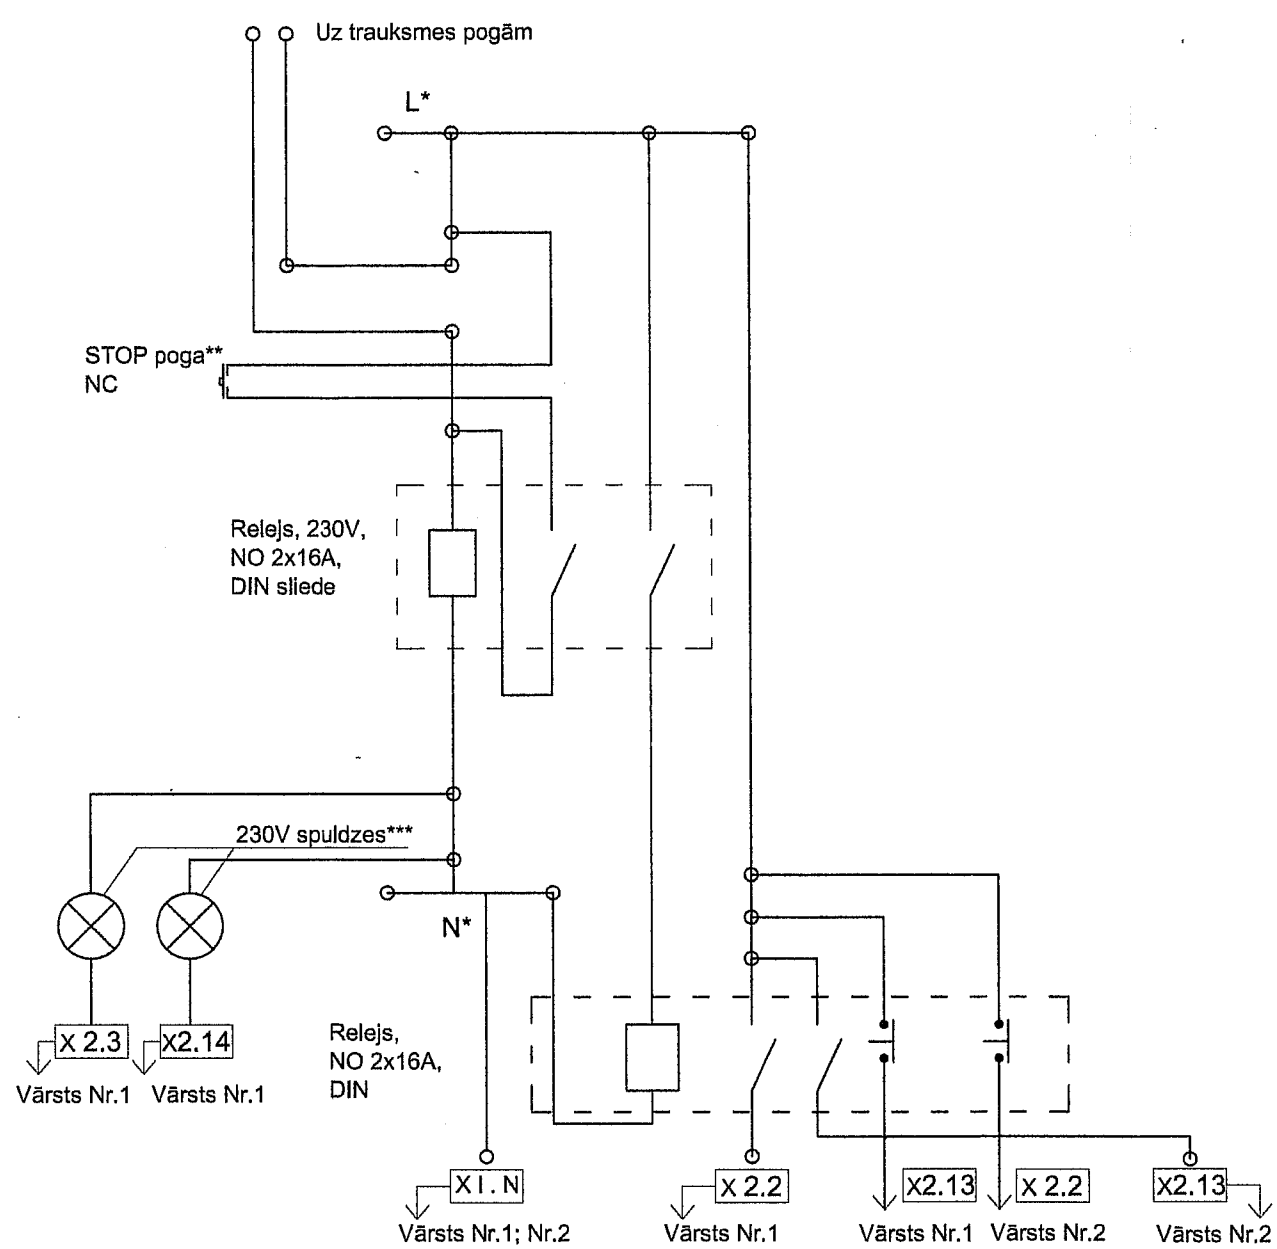 Uz trauksmes pogām
L*
STOP poga**
NC
Relejs, 230V,
NO 2x16A,
DIN sliede
230V spuldzes***
N*
X 2.3
X2.14
Vārsts Nr.1
Vārsts Nr.1
Relejs,
NO 2x16A,
DIN
X1.N
X 2.2
X2.13
X 2.2
X2.13
Vārsts Nr.1; Nr.2
Vārsts Nr.1
Vārsts Nr.1
Vārsts Nr.2
Vārsts Nr.2